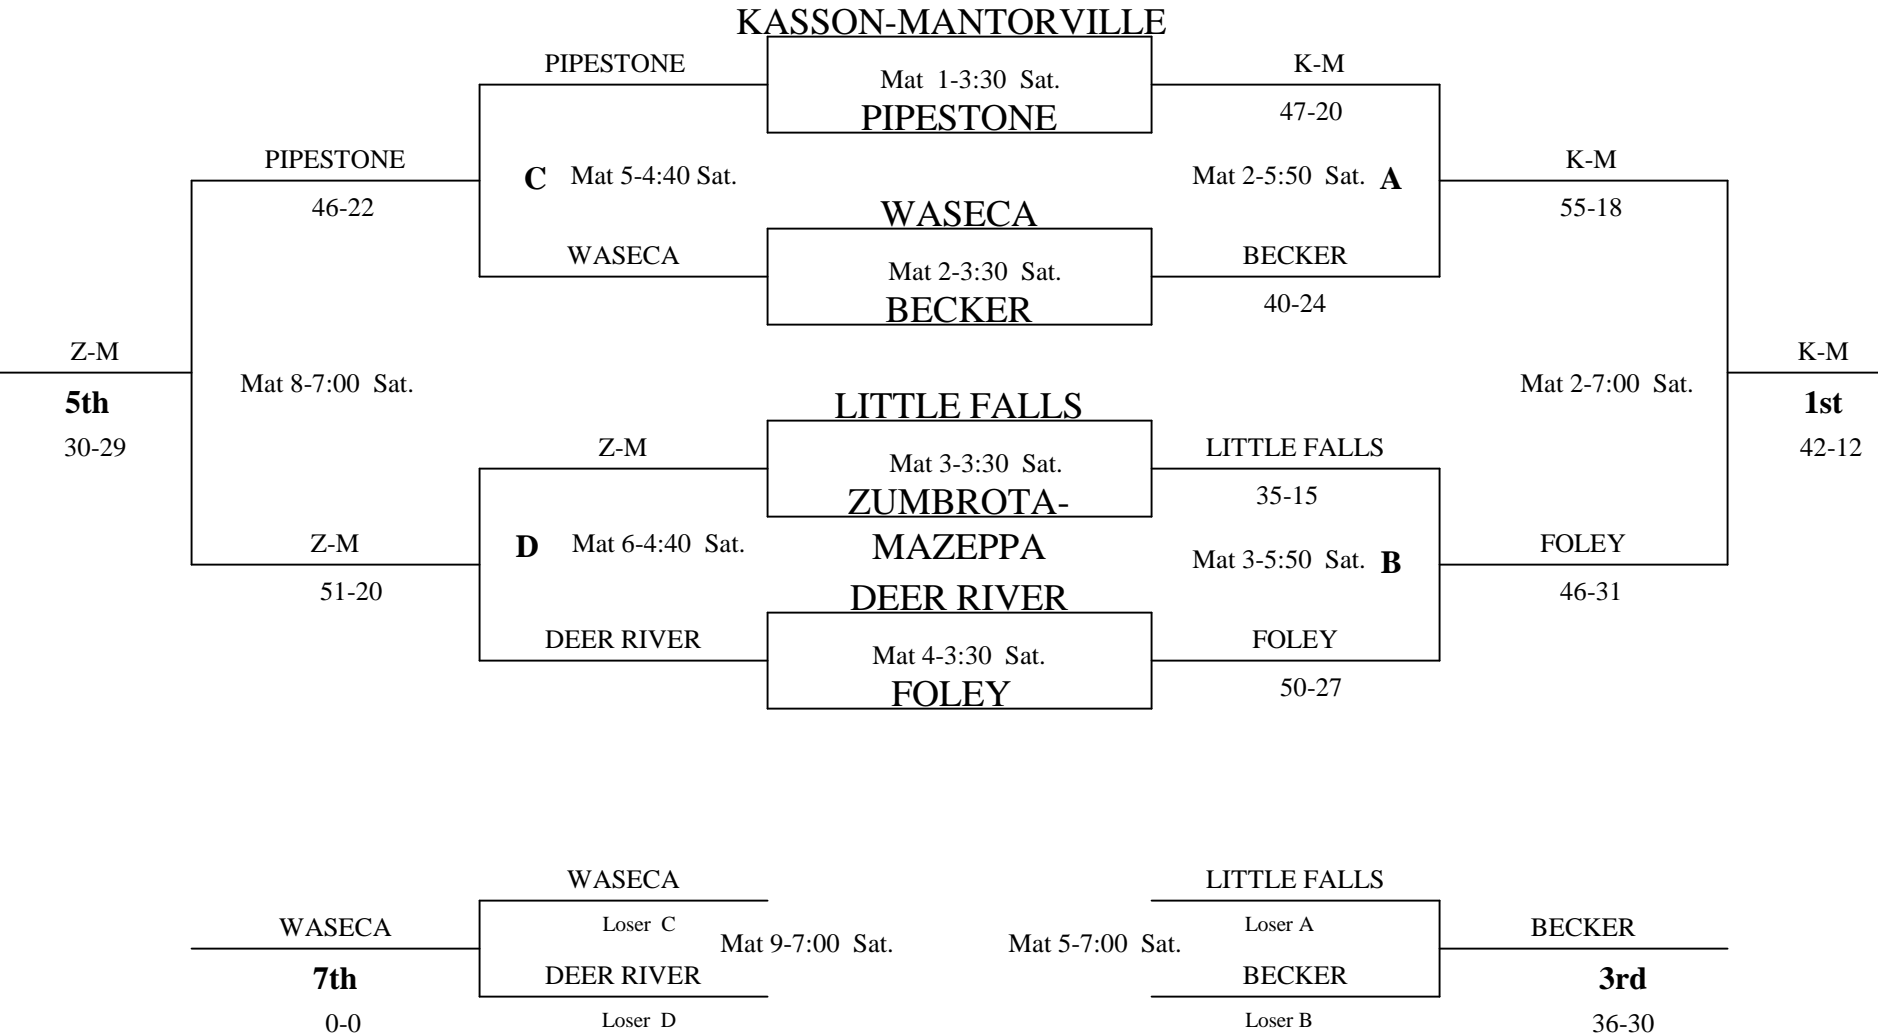 KASSON-MANTORVILLE
PIPESTONE
Mat 1-3:30 Sat.
K-M
PIPESTONE
47-20
PIPESTONE
C Mat 5-4:40 Sat.
Mat 2-5:50 Sat. A
K-M
46-22
WASECA
55-18
WASECA
Mat 2-3:30 Sat.
BECKER
BECKER
40-24
Z-M
K-M
5th
Mat 8-7:00 Sat.
Mat 2-7:00 Sat.
1st
LITTLE FALLS
30-29
Z-M
Mat 3-3:30 Sat.
LITTLE FALLS
42-12
ZUMBROTA-
35-15
Z-M
D Mat 6-4:40 Sat.
MAZEPPA
Mat 3-5:50 Sat. B
FOLEY
51-20
DEER RIVER
46-31
DEER RIVER
Mat 4-3:30 Sat.
FOLEY
FOLEY
50-27
WASECA
LITTLE FALLS
WASECA
Loser C
Mat 9-7:00 Sat.
Mat 5-7:00 Sat.
Loser A
BECKER
7th
DEER RIVER
BECKER
3rd
0-0
Loser D
Loser B
36-30